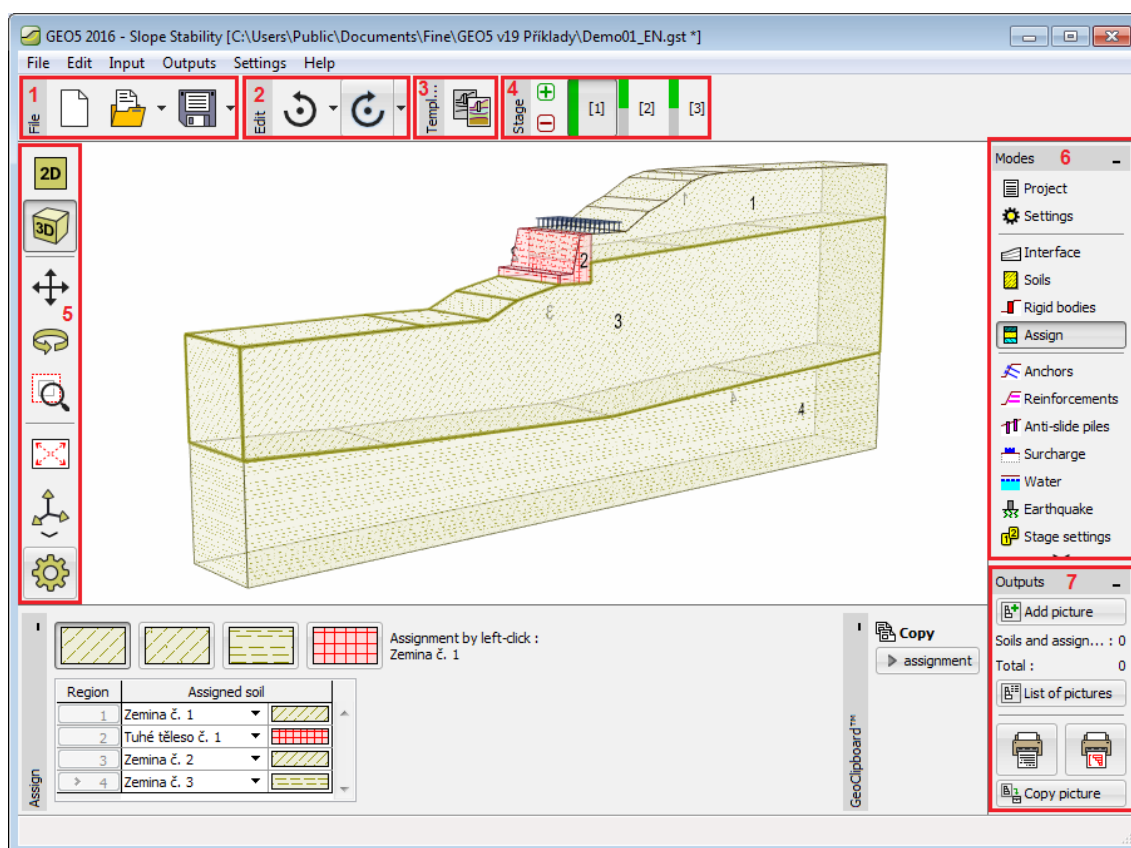 GEO5 2016 - Slope Stability [C:\Users\Public\Documents\Fine\GEO5 v19 Příklady\Demo01_EN.gst *]
File Edit Input Outputs Settings Help
1 File
2 Edit
3 Templ...
4 Stage [1] [2] [3]
2D
3D
5
1
1
2
2
3
3
4
4
Modes 6
Project
Settings
Interface
Soils
Rigid bodies
Assign
Anchors
Reinforcements
Anti-slide piles
Surcharge
Water
Earthquake
Stage settings
Outputs 7
Add picture
Soils and assign... : 0
Total : 0
List of pictures
Copy picture
Assign
Assignment by left-click :
Zemina č. 1
Region Assigned soil
1 Zemina č. 1
2 Tuhé těleso č. 1
3 Zemina č. 2
> 4 Zemina č. 3
GeoClipboard™
Copy
assignment